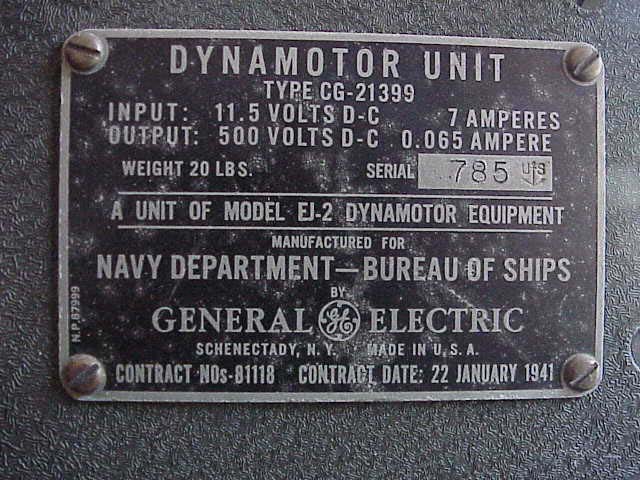 DYNAMOTOR UNIT
TYPE CG-21399
INPUT: 11.5 VOLTS D-C 7 AMPERES
OUTPUT: 500 VOLTS D-C 0.065 AMPERE
WEIGHT 20 LBS. SERIAL 785 US
A UNIT OF MODEL EJ-2 DYNAMOTOR EQUIPMENT
MANUFACTURED FOR
NAVY DEPARTMENT—BUREAU OF SHIPS
BY
GENERAL GE ELECTRIC
SCHENECTADY, N.Y. MADE IN U.S.A.
CONTRACT NOs-81118 CONTRACT DATE: 22 JANUARY 1941
N.P. 87999